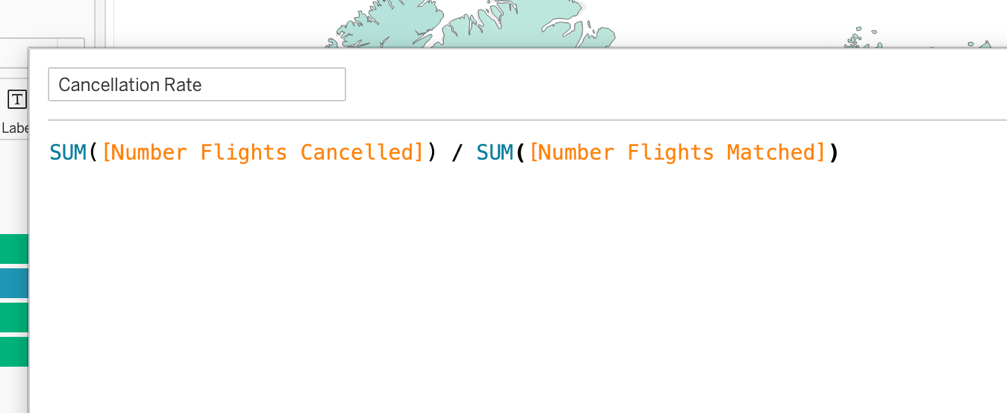 Cancellation Rate
T
SUM([Number Flights Cancelled]) / SUM([Number Flights Matched])